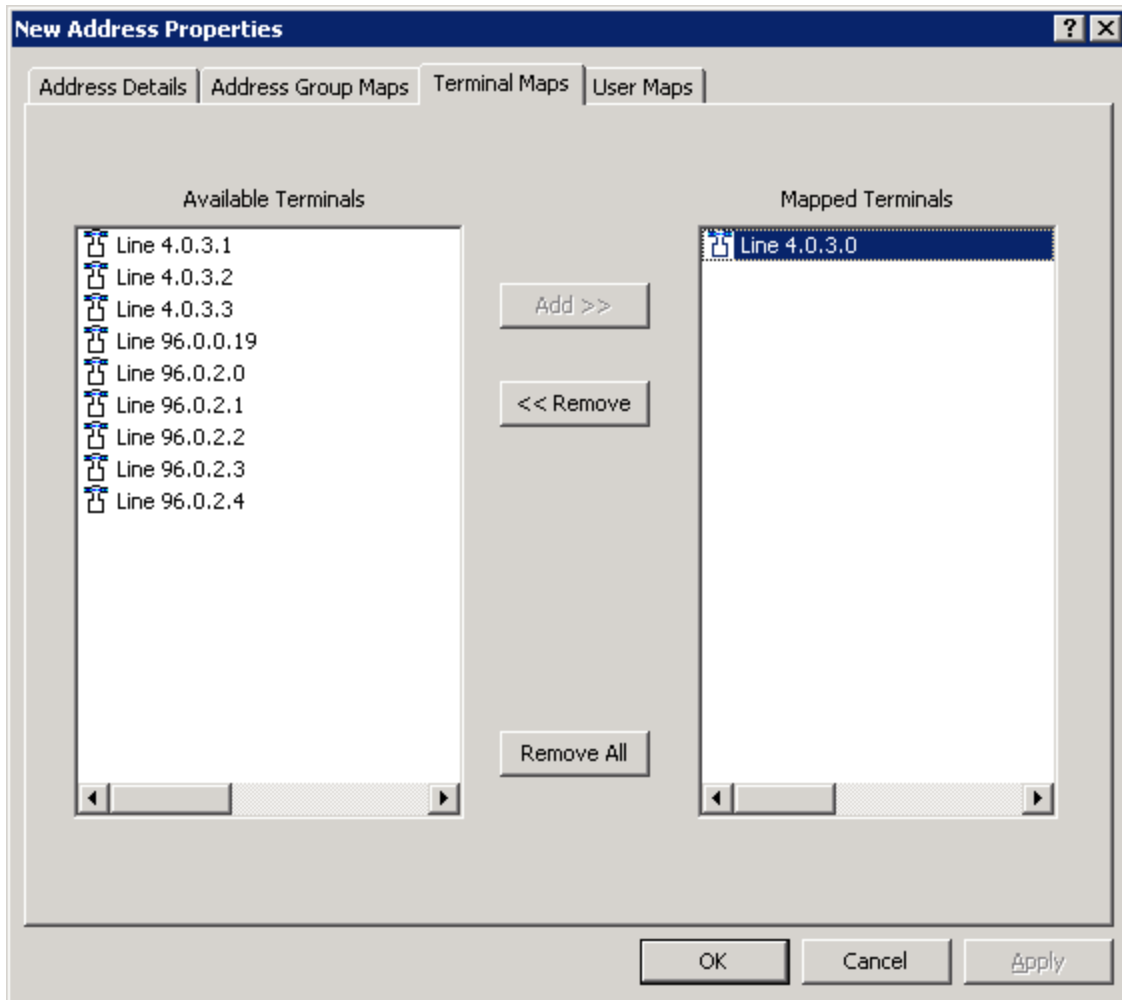 New Address Properties
Address Details
Address Group Maps
Terminal Maps
User Maps
Available Terminals
Line 4.0.3.1
Line 4.0.3.2
Line 4.0.3.3
Line 96.0.0.19
Line 96.0.2.0
Line 96.0.2.1
Line 96.0.2.2
Line 96.0.2.3
Line 96.0.2.4
Add >>
<< Remove
Remove All
Mapped Terminals
Line 4.0.3.0
OK
Cancel
Apply